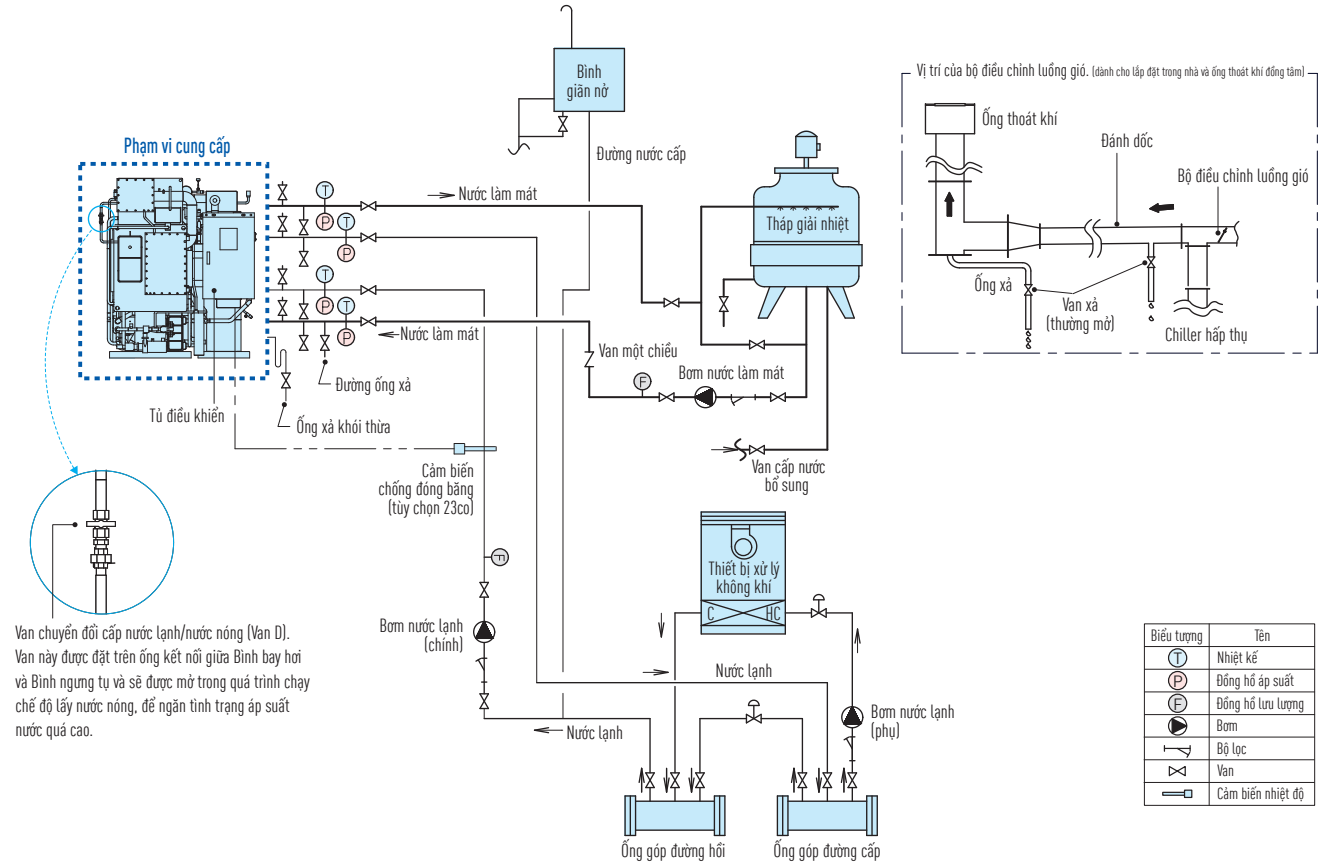 Bình
giãn nở
Vị trí của bộ điều chỉnh luồng gió. (dành cho lắp đặt trong nhà và ống thoát khí đồng tâm)
Ống thoát khí
Đánh dốc
Bộ điều chỉnh luồng gió
Ống xả
Van xả
(thường mở)
Chiller hấp thụ
Phạm vi cung cấp
Đường nước cấp
T
Nước làm mát
P
T
P
Tháp giải nhiệt
T
P
T
P
Nước làm mát
Van một chiều
Bơm nước làm mát
F
Đường ống xả
Tủ điều khiển
Ống xả khói thừa
Cảm biến
chống đóng băng
(tùy chọn 23co)
Van cấp nước
bổ sung
F
Thiết bị xử lý
không khí
C
HC
Bơm nước lạnh
(chính)
Nước lạnh
Nước lạnh
Bơm nước lạnh
(phụ)
Ống góp đường hồi
Ống góp đường cấp
Van chuyển đổi cấp nước lạnh/nước nóng (Van D).
Van này được đặt trên ống kết nối giữa Bình bay hơi
và Bình ngưng tụ và sẽ được mở trong quá trình chạy
chế độ lấy nước nóng, để ngăn tình trạng áp suất
nước quá cao.
Biểu tượng Tên
T Nhiệt kế
P Đồng hồ áp suất
F Đồng hồ lưu lượng
Bơm
Bộ lọc
Van
Cảm biến nhiệt độ